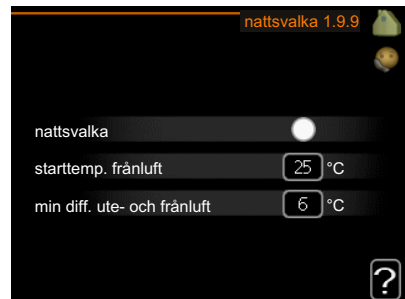 nattsvalka 1.9.9
nattsvalka
starttemp. frånluft 25 °C
min diff. ute- och frånluft 6 °C
?